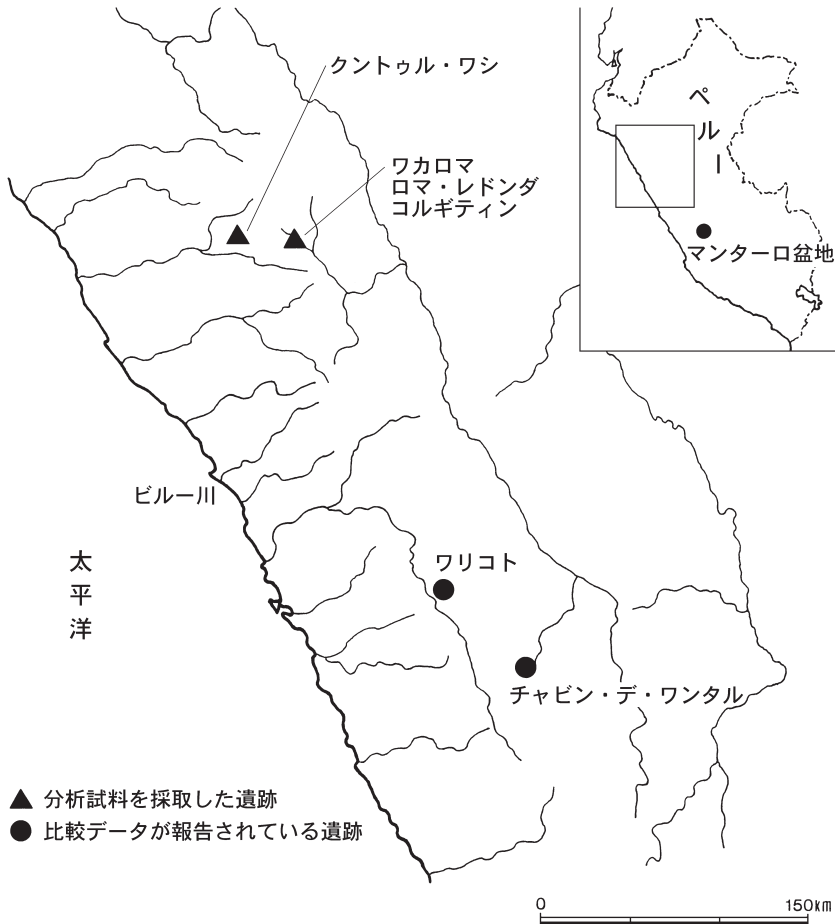 クントゥル・ワシ
ワカロマ
ロマ・レドンダ
コルギティン
ペルー
マンターロ盆地
ビルー川
太平洋
ワリコト
チャビン・デ・ワンタル
▲ 分析試料を採取した遺跡
● 比較データが報告されている遺跡
0 150km